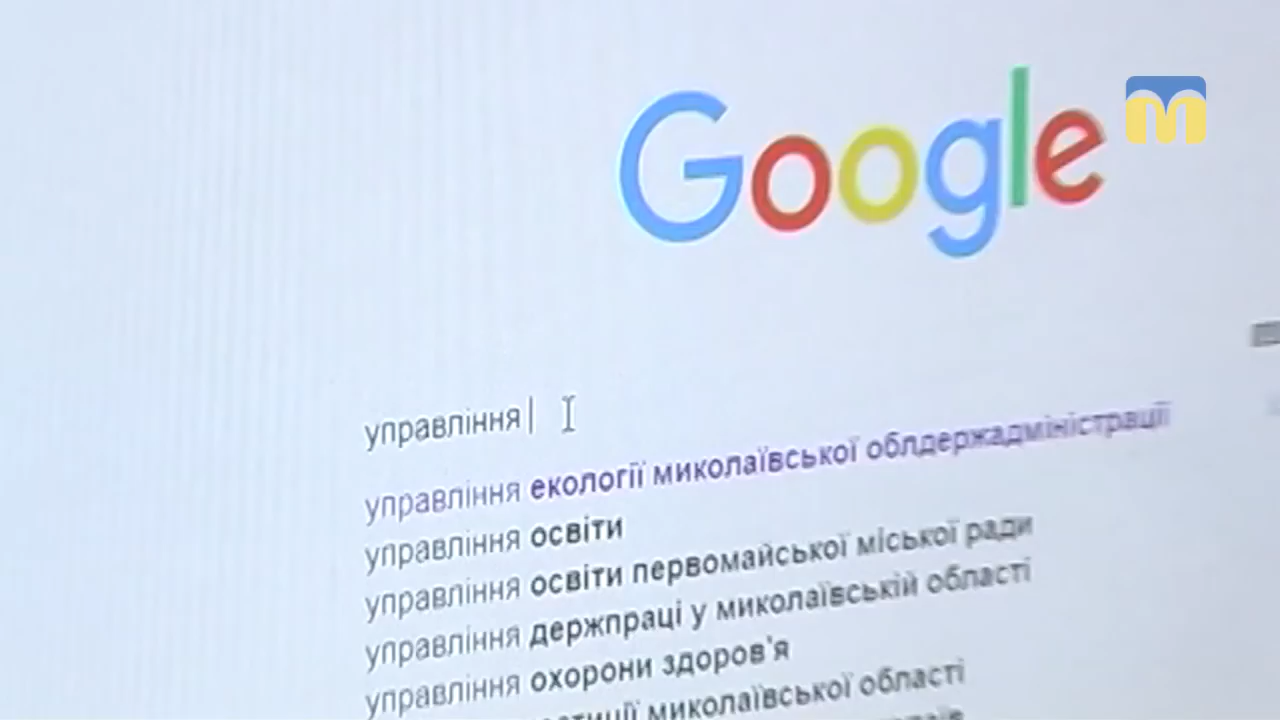 Google
m
управління
управління екології миколаївської облдержадміністрації
управління освіти
управління освіти первомайської міської ради
управління держпраці у миколаївській області
управління охорони здоров'я
миколаївської області